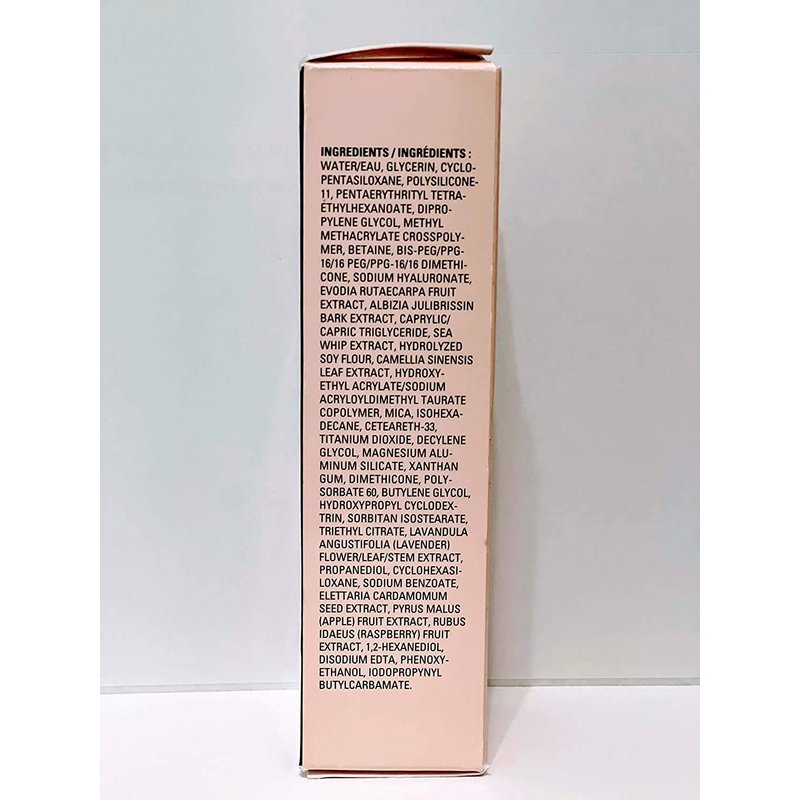 INGREDIENTS / INGRÉDIENTS :
WATER/EAU, GLYCERIN, CYCLO-
PENTASILOXANE, POLYSILICONE-
11, PENTAERYTHRITYL TETRA-
ÉTHYLHEXANOATE, DIPRO-
PYLENE GLYCOL, METHYL
METHACRYLATE CROSSPOLY-
MER, BETAINE, BIS-PEG/PPG-
16/16 PEG/PPG-16/16 DIMETHI-
CONE, SODIUM HYALURONATE,
EVODIA RUTAECARPA FRUIT
EXTRACT, ALBIZIA JULIBRISSIN
BARK EXTRACT, CAPRYLIC/
CAPRIC TRIGLYCERIDE, SEA
WHIP EXTRACT, HYDROLYZED
SOY FLOUR, CAMELLIA SINENSIS
LEAF EXTRACT, HYDROXY-
ETHYL ACRYLATE/SODIUM
ACRYLOYLDIMETHYL TAURATE
COPOLYMER, MICA, ISOHEXA-
DECANE, CETEARETH-33,
TITANIUM DIOXIDE, DECYLENE
GLYCOL, MAGNESIUM ALU-
MINUM SILICATE, XANTHAN
GUM, DIMETHICONE, POLY-
SORBATE 60, BUTYLENE GLYCOL,
HYDROXYPROPYL CYCLODEX-
TRIN, SORBITAN ISOSTEARATE,
TRIETHYL CITRATE, LAVANDULA
ANGUSTIFOLIA (LAVENDER)
FLOWER/LEAF/STEM EXTRACT,
PROPANEDIOL, CYCLOHEXASI-
LOXANE, SODIUM BENZOATE,
ELETTARIA CARDAMOMUM
SEED EXTRACT, PYRUS MALUS
(APPLE) FRUIT EXTRACT, RUBUS
IDAEUS (RASPBERRY) FRUIT
EXTRACT, 1,2-HEXANEDIOL,
DISODIUM EDTA, PHENOXY-
ETHANOL, IODOPROPYNYL
BUTYLCARBAMATE.